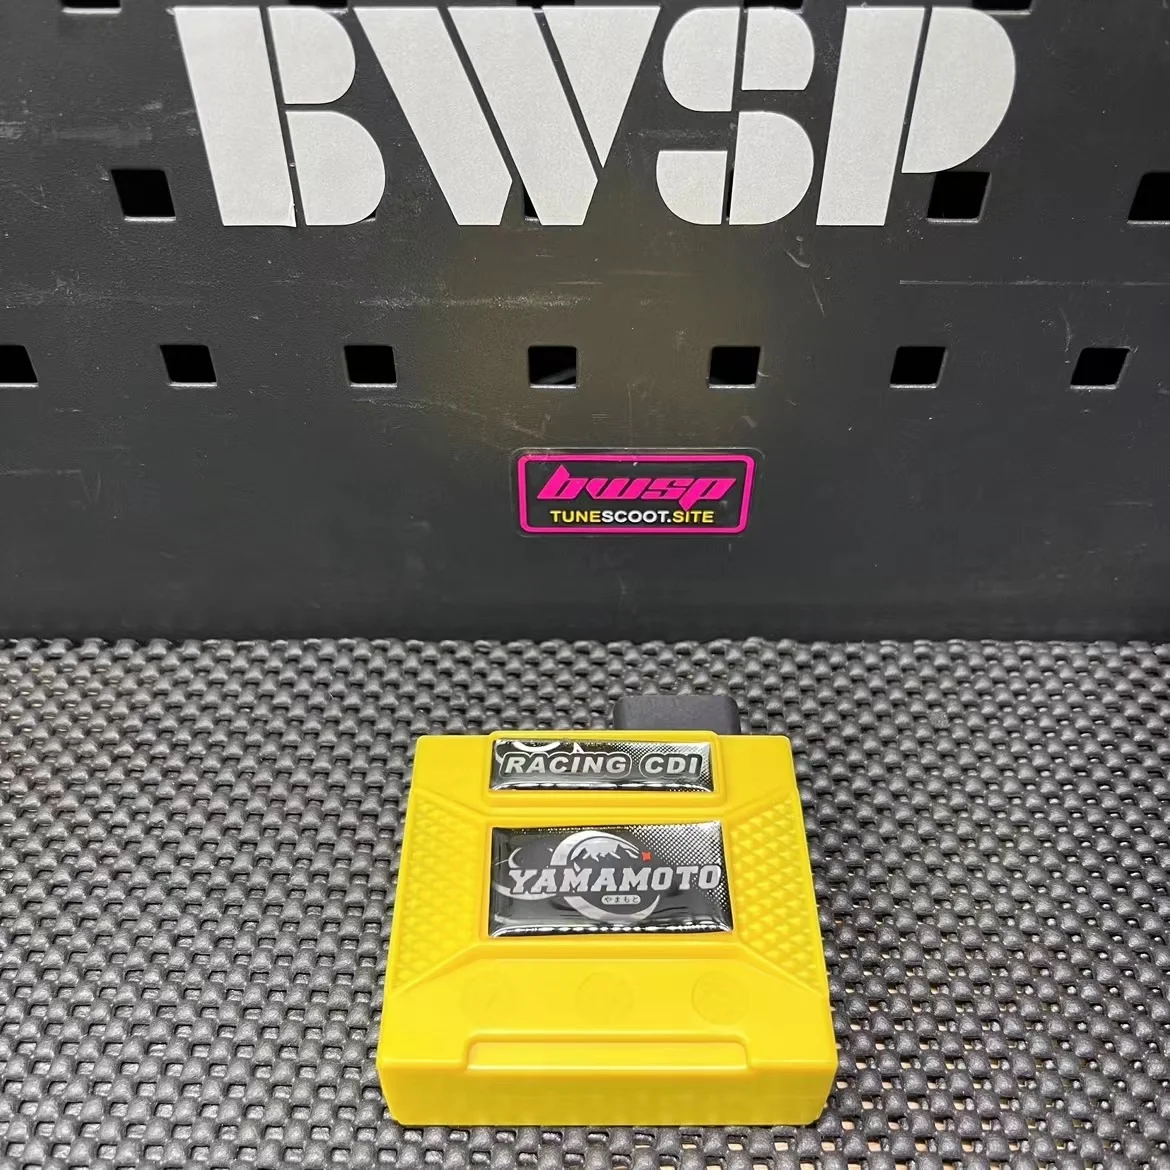 BWSP
bwsp
TUNESCOOT.SITE
RACING CDI
YAMAMOTO
やまもと